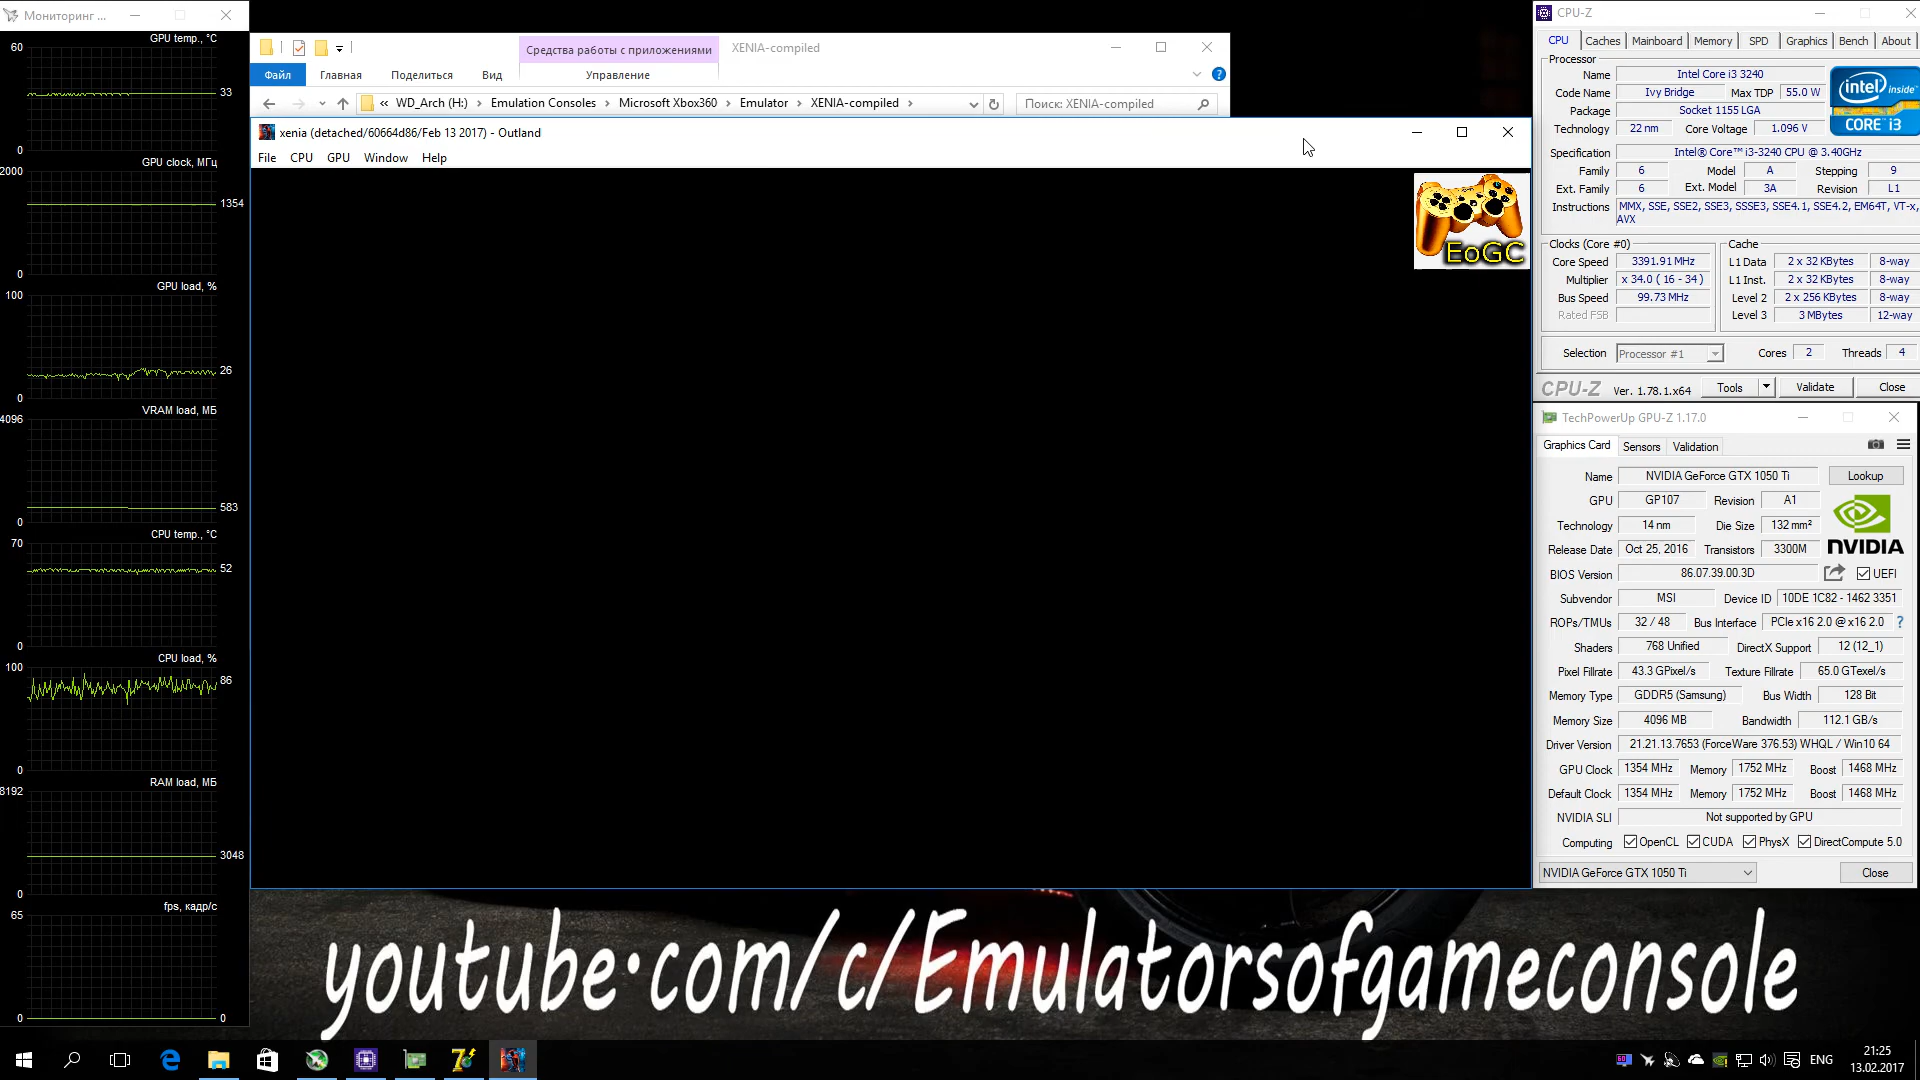 Мониторинг ...
GPU temp., °C
60
33
0
GPU clock, МГц
2000
1354
0
GPU load, %
100
26
0
VRAM load, МБ
4096
583
0
CPU temp., °C
70
52
0
CPU load, %
100
86
0
RAM load, МБ
8192
3048
0
fps, кадр/с
65
0
0
Средства работы с приложениями
XENIA-compiled
Файл
Главная
Поделиться
Вид
Управление
« WD_Arch (H:) › Emulation Consoles › Microsoft Xbox360 › Emulator › XENIA-compiled ›
Поиск: XENIA-compiled
xenia (detached/60664d86/Feb 13 2017) - Outland
File CPU GPU Window Help
EoGC
CPU-Z
CPU Caches Mainboard Memory SPD Graphics Bench About
Processor
Name Intel Core i3 3240
Code Name Ivy Bridge Max TDP 55.0 W
Package Socket 1155 LGA
Technology 22 nm Core Voltage 1.096 V
intel inside™
CORE i3
Specification Intel® Core™ i3-3240 CPU @ 3.40GHz
Family 6 Model A Stepping 9
Ext. Family 6 Ext. Model 3A Revision L1
Instructions MMX, SSE, SSE2, SSE3, SSSE3, SSE4.1, SSE4.2, EM64T, VT-x,
AVX
Clocks (Core #0)
Core Speed 3391.91 MHz
Multiplier x 34.0 ( 16 - 34 )
Bus Speed 99.73 MHz
Rated FSB
Cache
L1 Data 2 x 32 KBytes 8-way
L1 Inst. 2 x 32 KBytes 8-way
Level 2 2 x 256 KBytes 8-way
Level 3 3 MBytes 12-way
Selection Processor #1 Cores 2 Threads 4
CPU-Z Ver. 1.78.1.x64 Tools Validate Close
TechPowerUp GPU-Z 1.17.0
Graphics Card Sensors Validation
Name NVIDIA GeForce GTX 1050 Ti Lookup
GPU GP107 Revision A1
Technology 14 nm Die Size 132 mm²
Release Date Oct 25, 2016 Transistors 3300M
NVIDIA
BIOS Version 86.07.39.00.3D UEFI
Subvendor MSI Device ID 10DE 1C82 - 1462 3351
ROPs/TMUs 32 / 48 Bus Interface PCIe x16 2.0 @ x16 2.0 ?
Shaders 768 Unified DirectX Support 12 (12_1)
Pixel Fillrate 43.3 GPixel/s Texture Fillrate 65.0 GTexel/s
Memory Type GDDR5 (Samsung) Bus Width 128 Bit
Memory Size 4096 MB Bandwidth 112.1 GB/s
Driver Version 21.21.13.7653 (ForceWare 376.53) WHQL / Win10 64
GPU Clock 1354 MHz Memory 1752 MHz Boost 1468 MHz
Default Clock 1354 MHz Memory 1752 MHz Boost 1468 MHz
NVIDIA SLI Not supported by GPU
Computing OpenCL CUDA PhysX DirectCompute 5.0
NVIDIA GeForce GTX 1050 Ti Close
youtube.com/c/Emulatorsofgameconsole
ENG
21:25
13.02.2017